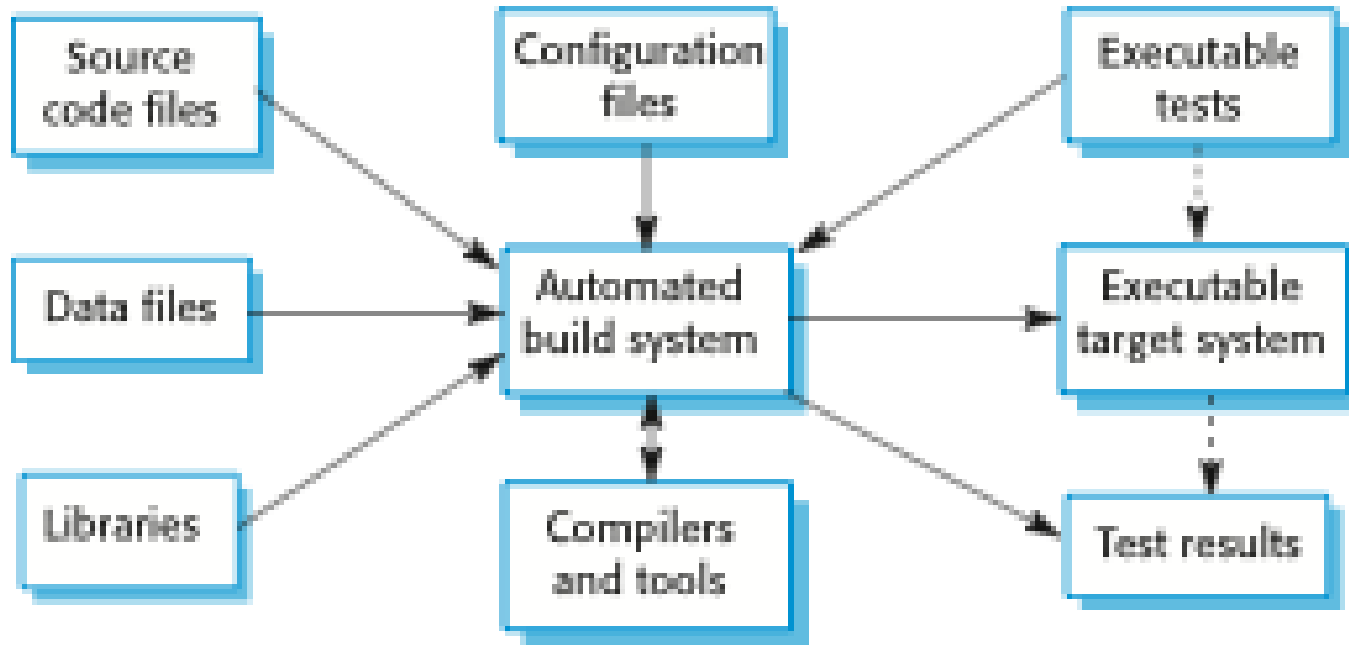 Source
code files
Configuration
files
Executable
tests
Data files
Automated
build system
Executable
target system
Libraries
Compilers
and tools
Test results